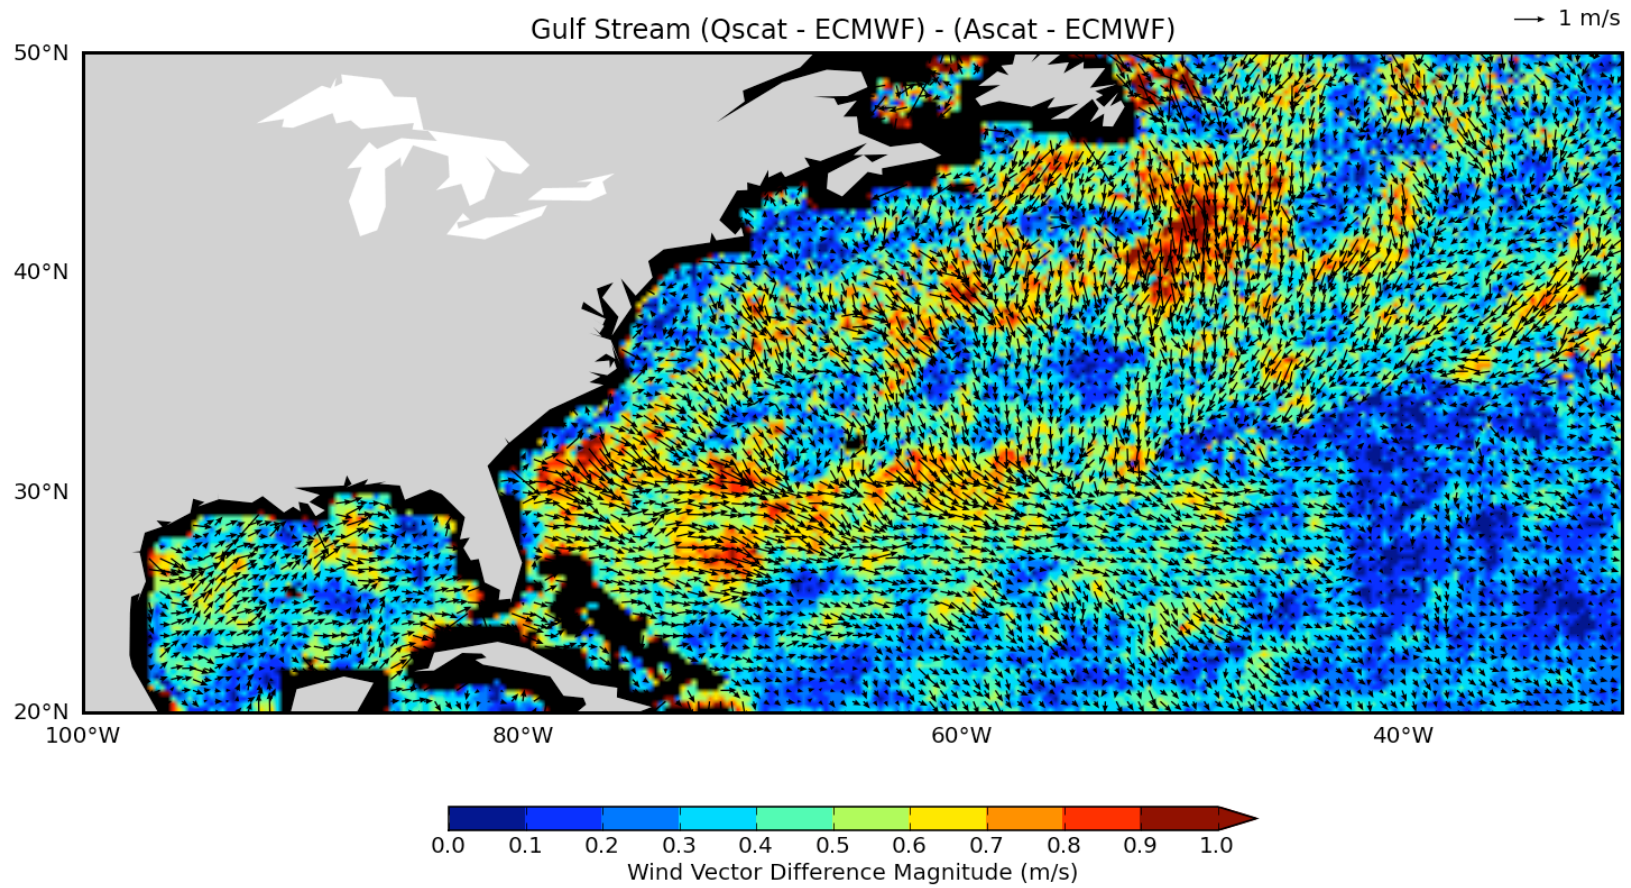 Gulf Stream (Qscat - ECMWF) - (Ascat - ECMWF)
1 m/s
50°N
40°N
30°N
20°N
100°W 80°W 60°W 40°W
0.0 0.1 0.2 0.3 0.4 0.5 0.6 0.7 0.8 0.9 1.0
Wind Vector Difference Magnitude (m/s)